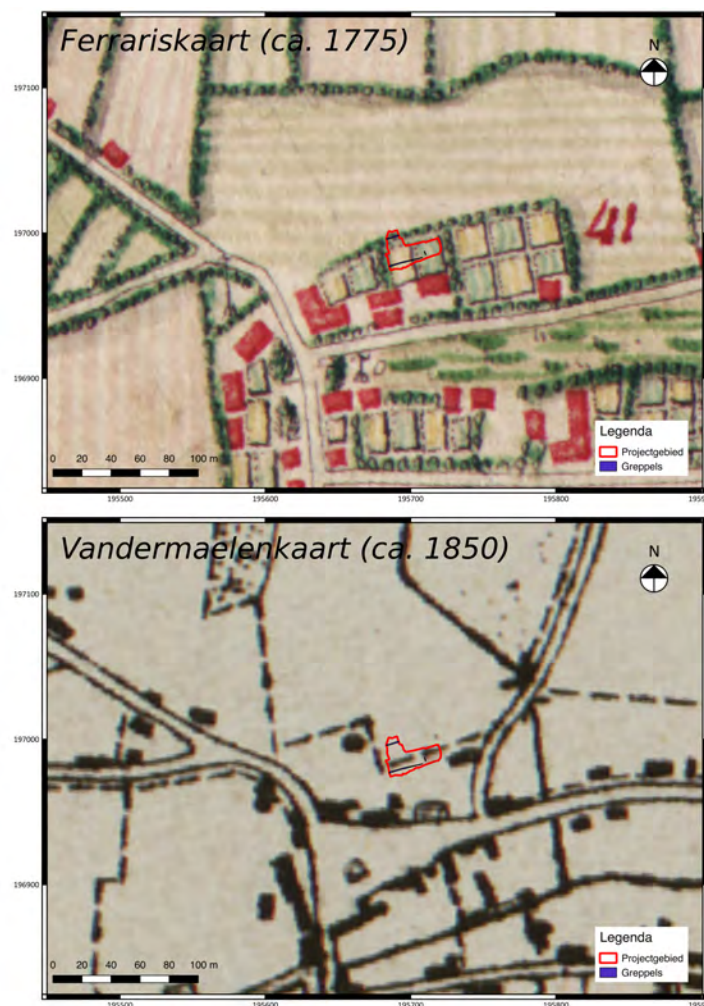 Ferrariskaart (ca. 1775)
N
197100
197000
196900
41
Legenda
Projectgebied
Greppels
0 20 40 60 80 100 m
195500 195600 195700 195800
Vandermaelenkaart (ca. 1850)
N
197100
197000
196900
Legenda
Projectgebied
Greppels
0 20 40 60 80 100 m
195500 195600 195700 195800